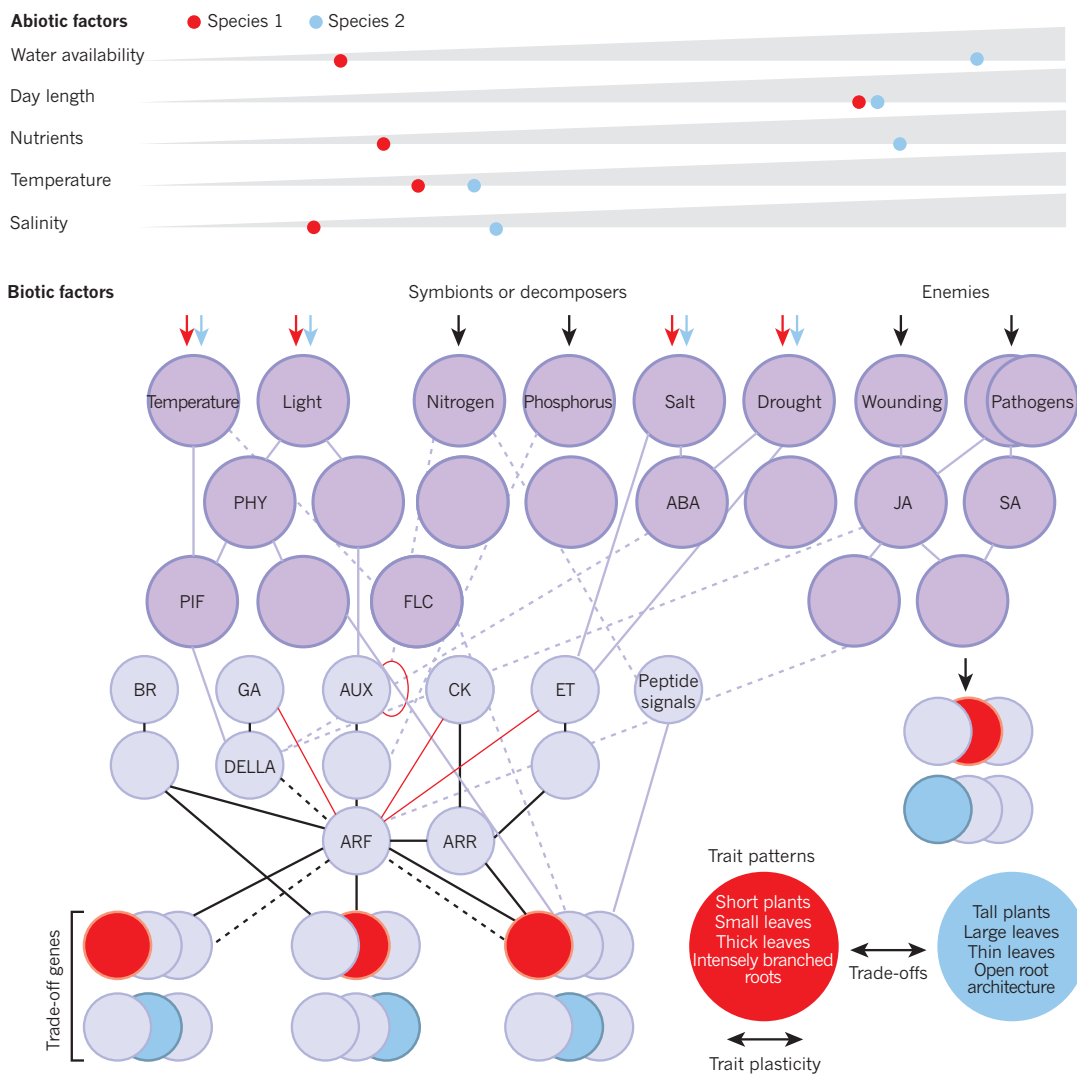 Abiotic factors
Species 1
Species 2
Water availability
Day length
Nutrients
Temperature
Salinity
Biotic factors
Symbionts or decomposers
Enemies
Temperature
Light
Nitrogen
Phosphorus
Salt
Drought
Wounding
Pathogens
PHY
ABA
JA
SA
PIF
FLC
BR
GA
AUX
CK
ET
Peptide
signals
DELLA
ARF
ARR
Trade-off genes
Trait patterns
Short plants
Small leaves
Thick leaves
Intensely branched
roots
Trade-offs
Tall plants
Large leaves
Thin leaves
Open root
architecture
Trait plasticity